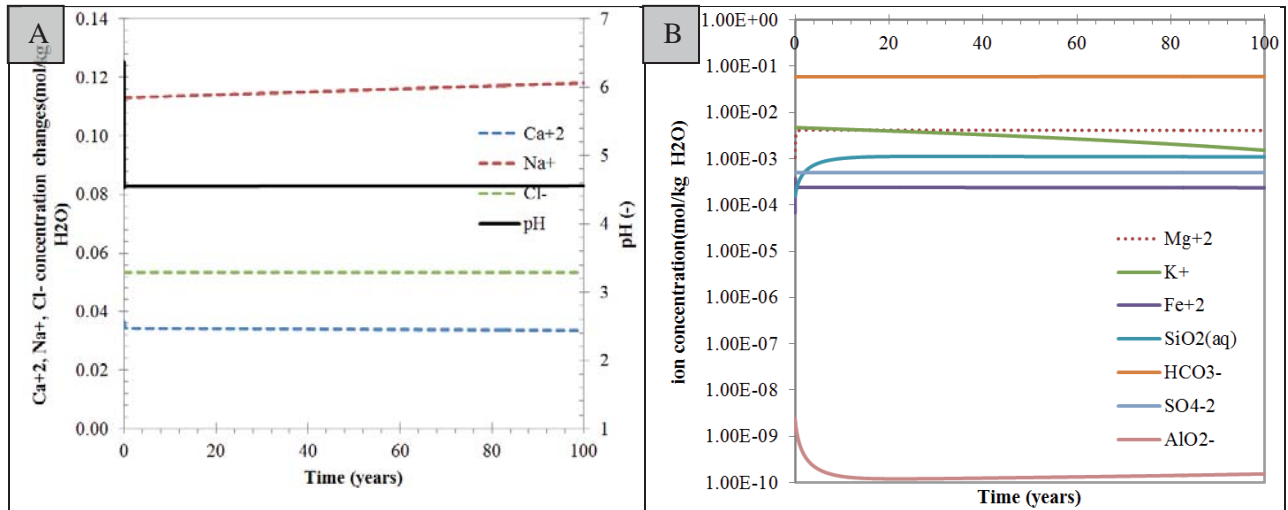 A
Ca+2, Na+, Cl- concentration changes(mol/kg
H2O)
0.14
0.12
0.10
0.08
0.06
0.04
0.02
0.00
0 20 40 60 80 100
Time (years)
7
6
5
4
3
2
1
pH (-)
Ca+2
Na+
Cl-
pH
B
ion concentration(mol/kg H2O)
1.00E+00
1.00E-01
1.00E-02
1.00E-03
1.00E-04
1.00E-05
1.00E-06
1.00E-07
1.00E-08
1.00E-09
1.00E-10
0 20 40 60 80 100
Mg+2
K+
Fe+2
SiO2(aq)
HCO3-
SO4-2
AlO2-
Time (years)